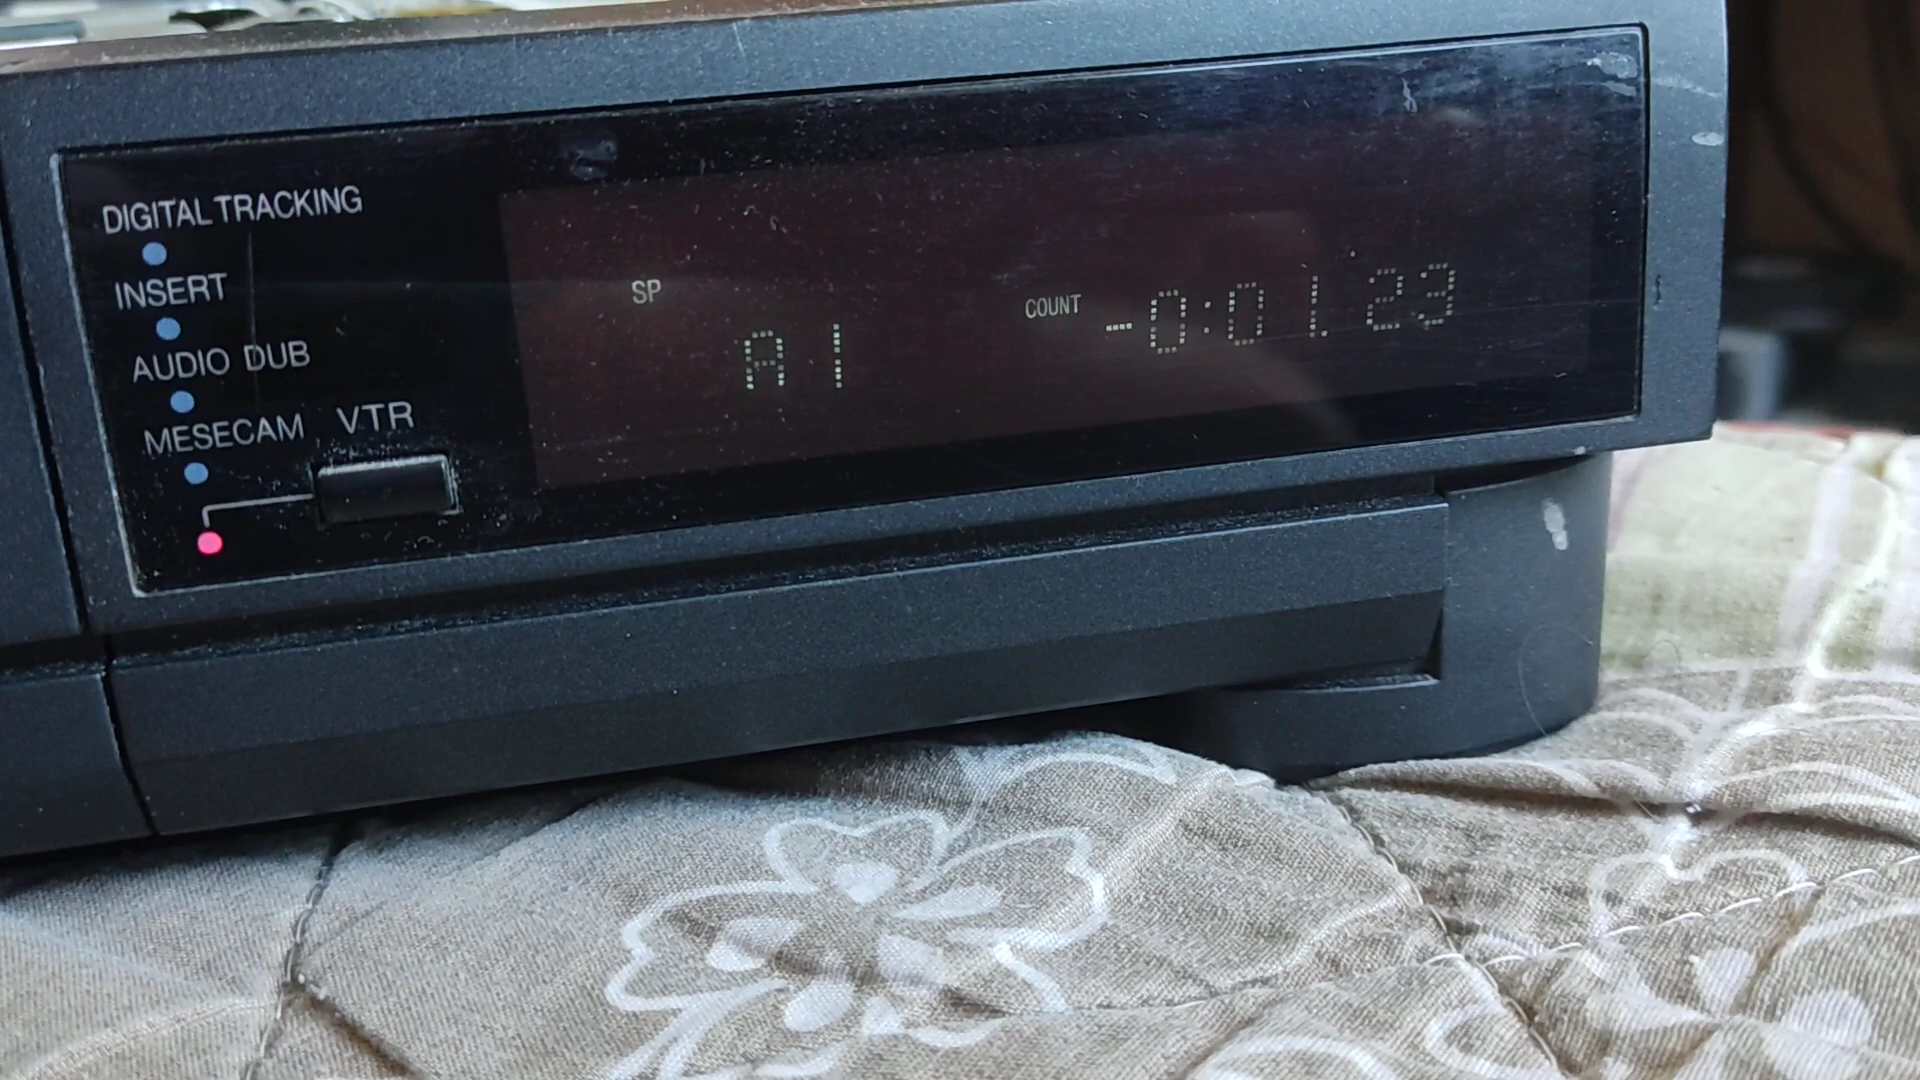 DIGITAL TRACKING
INSERT
AUDIO DUB
MESECAM VTR
SP
A 1
COUNT -0:01.23